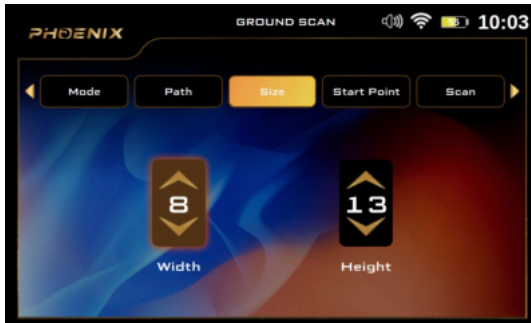 PHOENIX
GROUND SCAN
10:03
Mode
Path
Size
Start Point
Scan
8
13
Width
Height